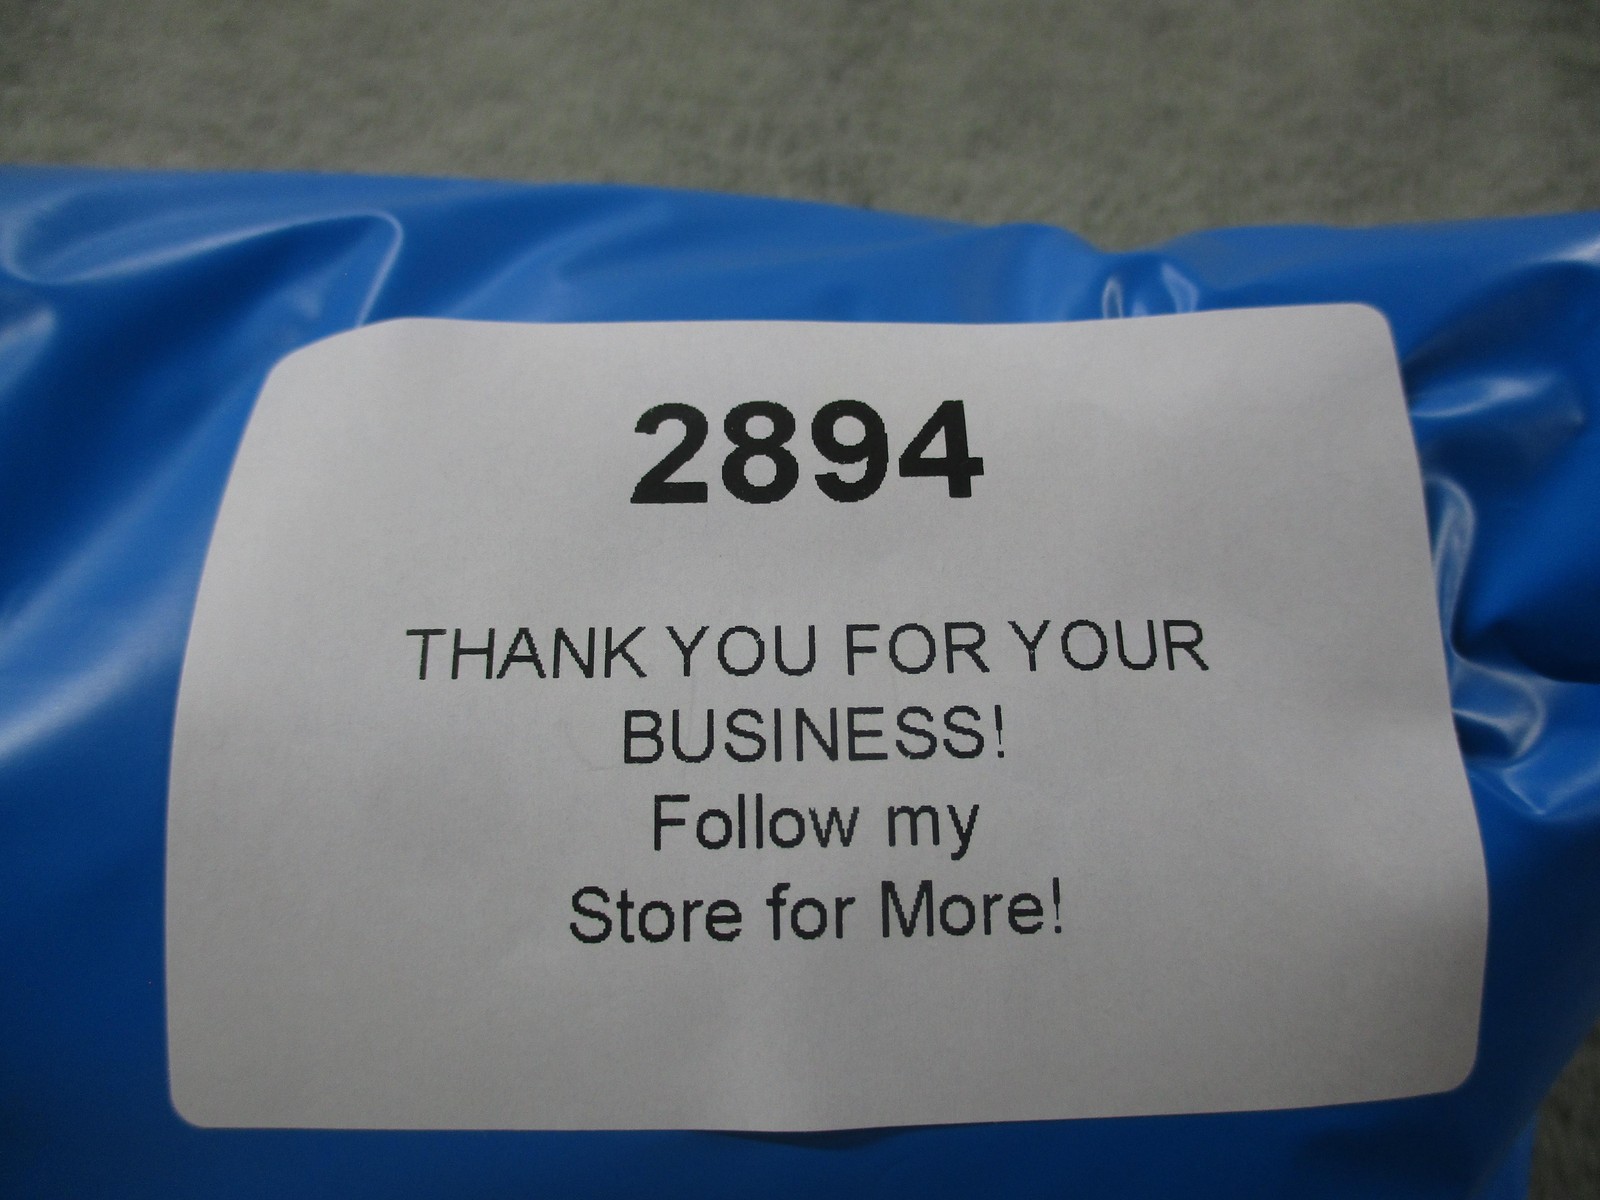 2894
THANK YOU FOR YOUR
BUSINESS!
Follow my
Store for More!